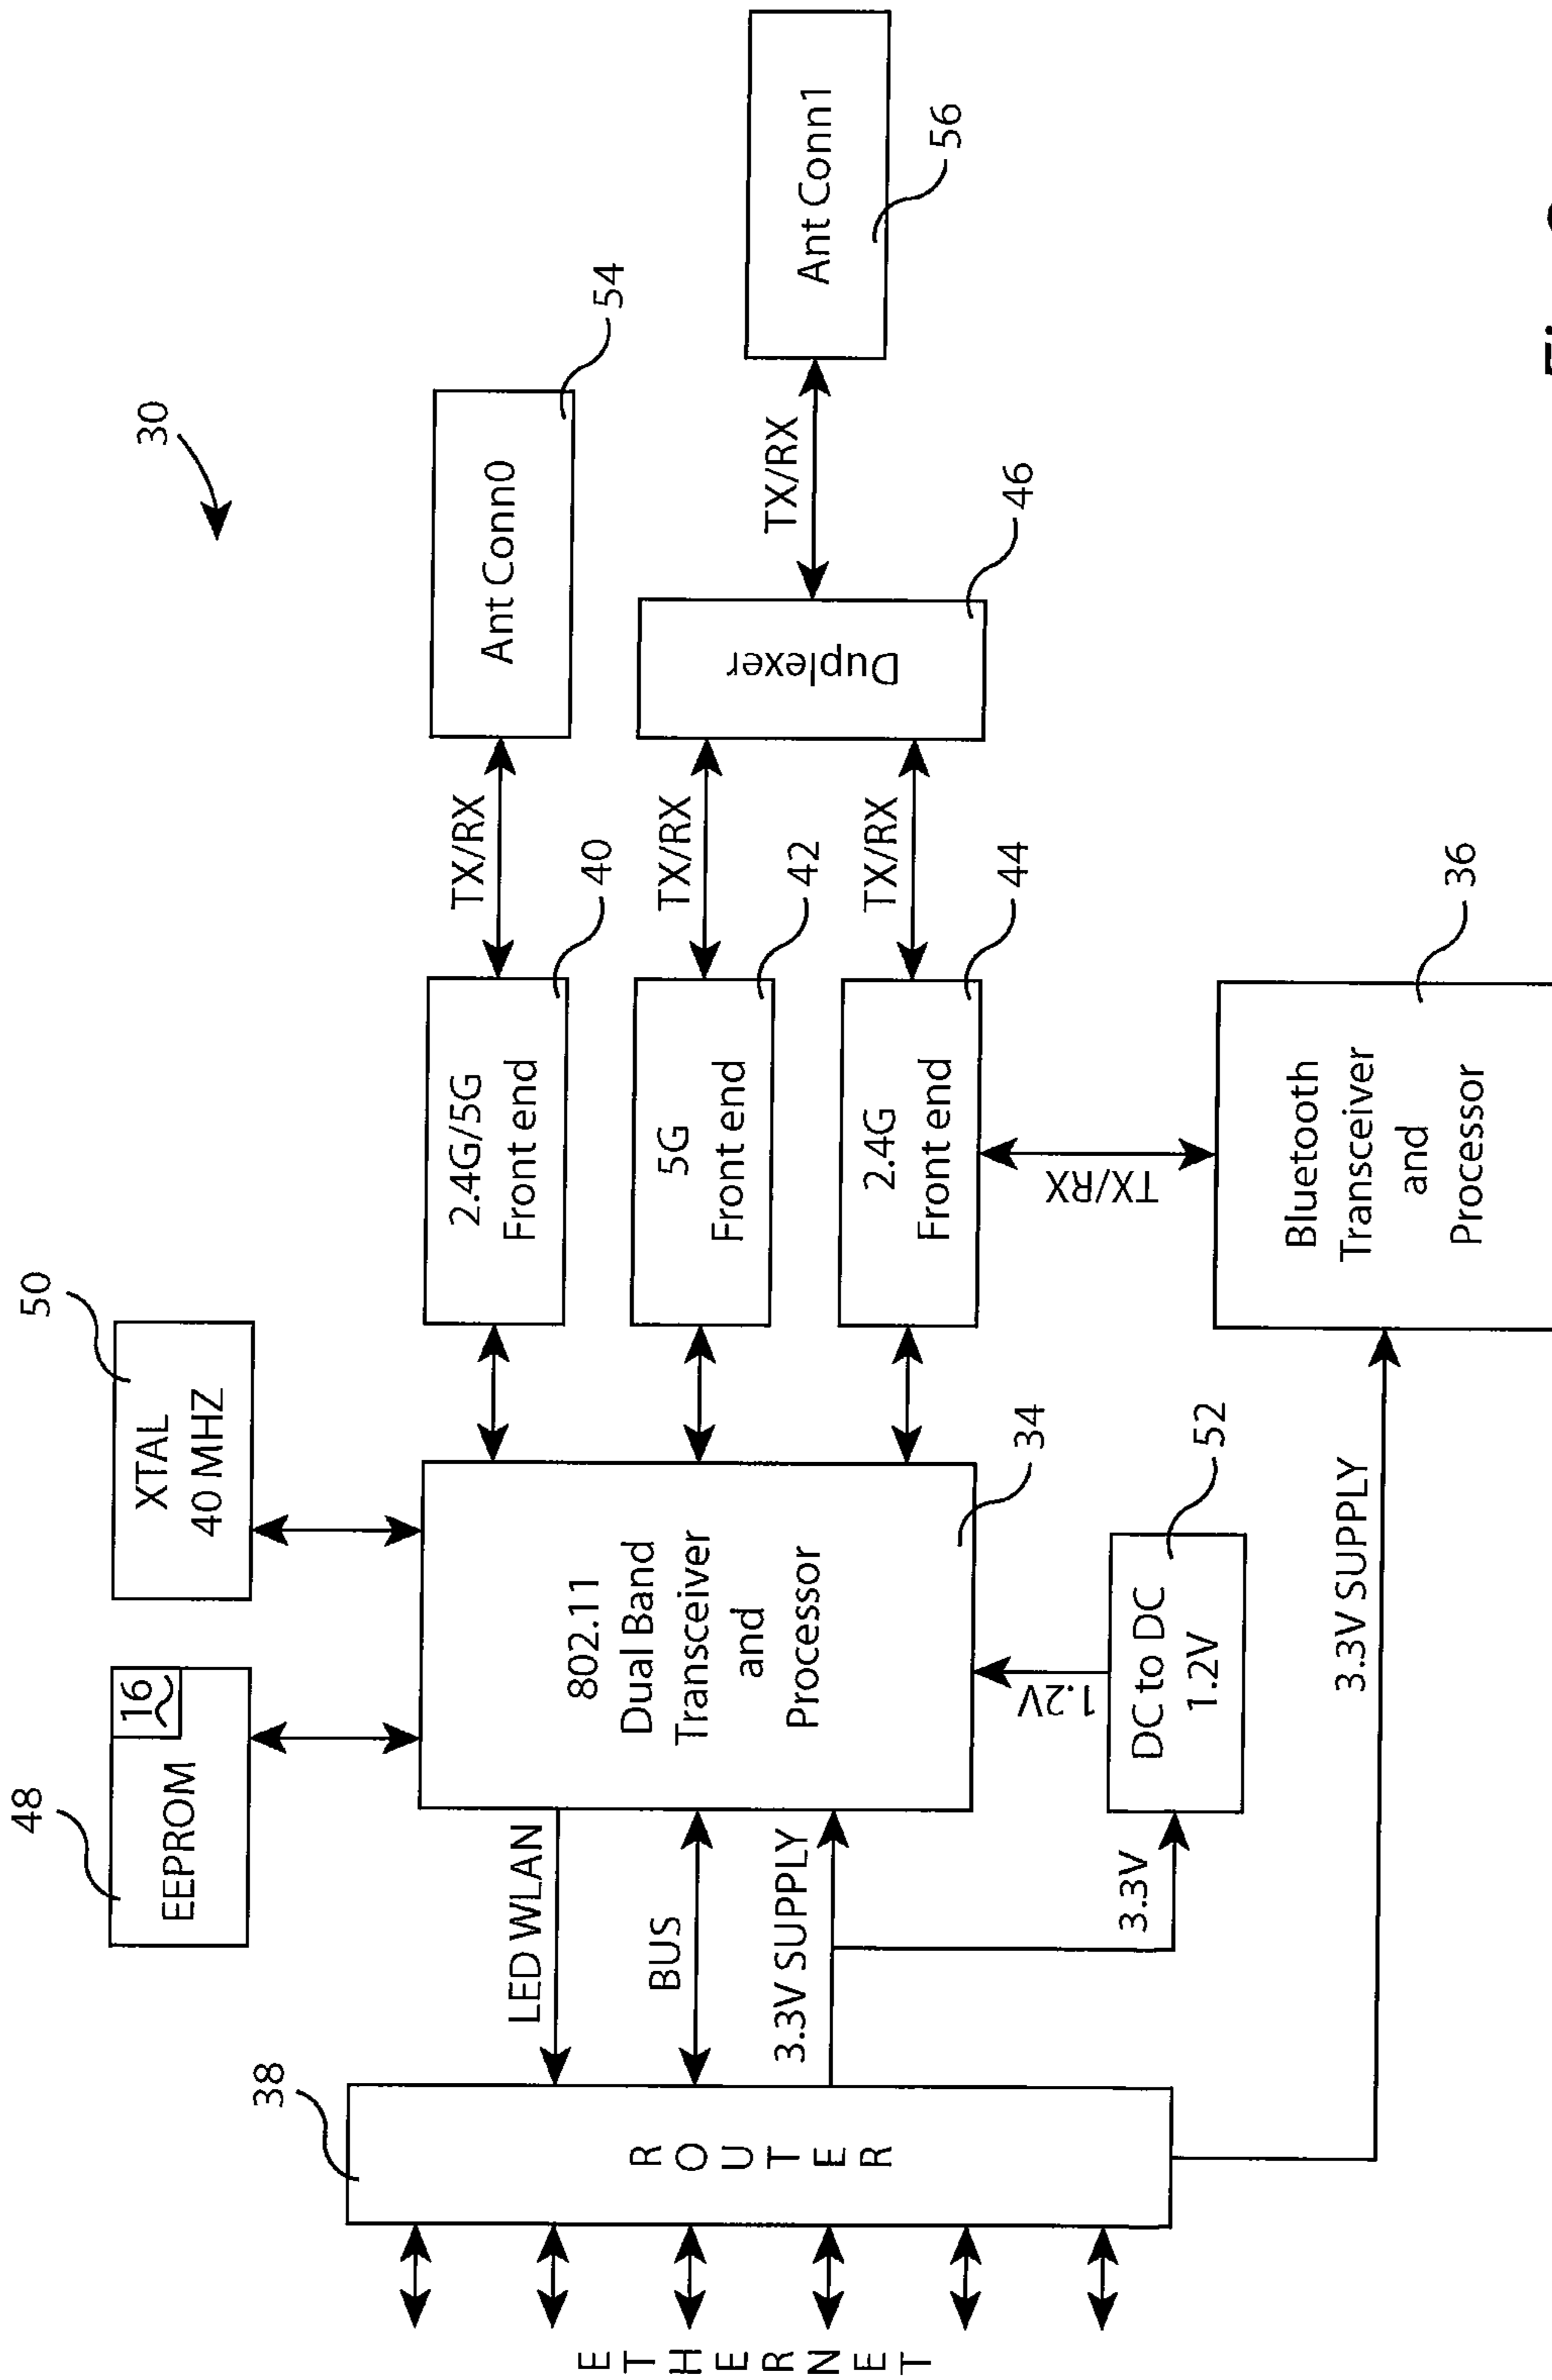 30
48
EEPROM
16
50
XTAL
40 MHZ
38
ROUTER
ETHERNET
LED WLAN
BUS
3.3V SUPPLY
3.3V
802.11
Dual Band
Transceiver
and
Processor
34
1.2V
DC to DC
1.2V
52
2.4G/5G
Front end
40
TX/RX
Ant Conn0
54
5G
Front end
42
TX/RX
2.4G
Front end
44
TX/RX
Duplexer
46
TX/RX
Ant Conn1
56
TX/RX
3.3V SUPPLY
Bluetooth
Transceiver
and
Processor
36